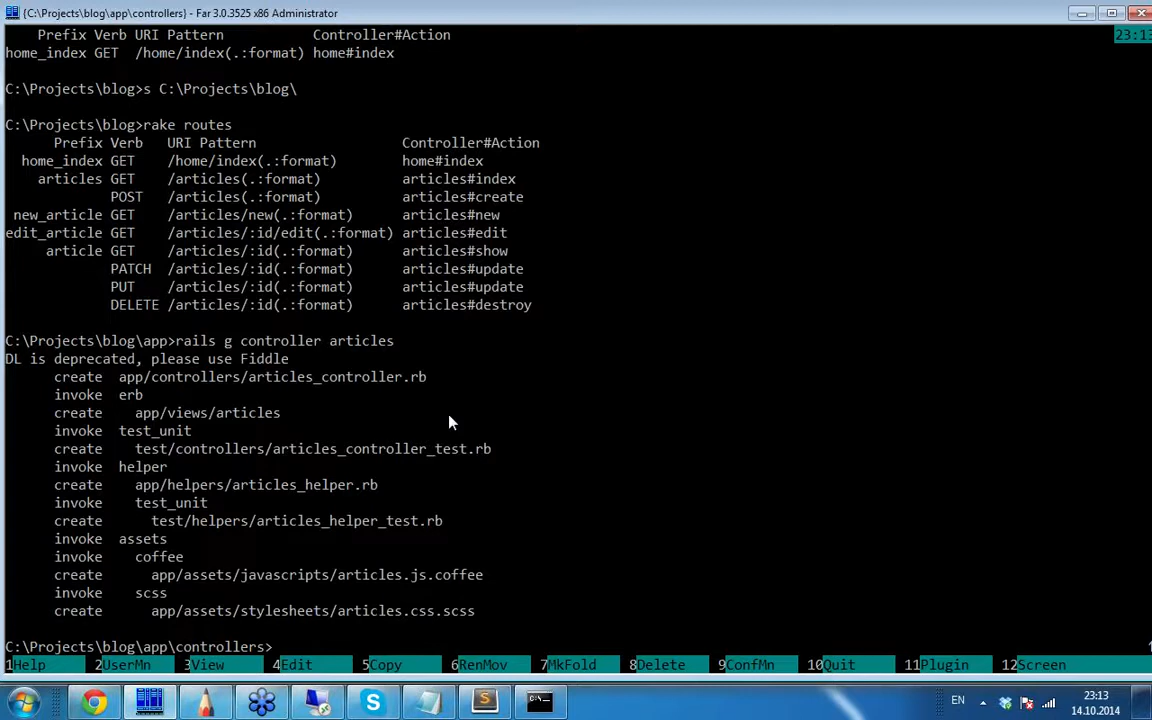 {C:\Projects\blog\app\controllers} - Far 3.0.3525 x86 Administrator
Prefix Verb URI Pattern Controller#Action 23:13
home_index GET /home/index(.:format) home#index
C:\Projects\blog>s C:\Projects\blog\
C:\Projects\blog>rake routes
Prefix Verb URI Pattern Controller#Action
home_index GET /home/index(.:format) home#index
articles GET /articles(.:format) articles#index
POST /articles(.:format) articles#create
new_article GET /articles/new(.:format) articles#new
edit_article GET /articles/:id/edit(.:format) articles#edit
article GET /articles/:id(.:format) articles#show
PATCH /articles/:id(.:format) articles#update
PUT /articles/:id(.:format) articles#update
DELETE /articles/:id(.:format) articles#destroy
C:\Projects\blog\app>rails g controller articles
DL is deprecated, please use Fiddle
create app/controllers/articles_controller.rb
invoke erb
create app/views/articles
invoke test_unit
create test/controllers/articles_controller_test.rb
invoke helper
create app/helpers/articles_helper.rb
invoke test_unit
create test/helpers/articles_helper_test.rb
invoke assets
invoke coffee
create app/assets/javascripts/articles.js.coffee
invoke scss
create app/assets/stylesheets/articles.css.scss
C:\Projects\blog\app\controllers>
1Help 2UserMn 3View 4Edit 5Copy 6RenMov 7MkFold 8Delete 9ConfMn 10Quit 11Plugin 12Screen
EN 23:13
14.10.2014